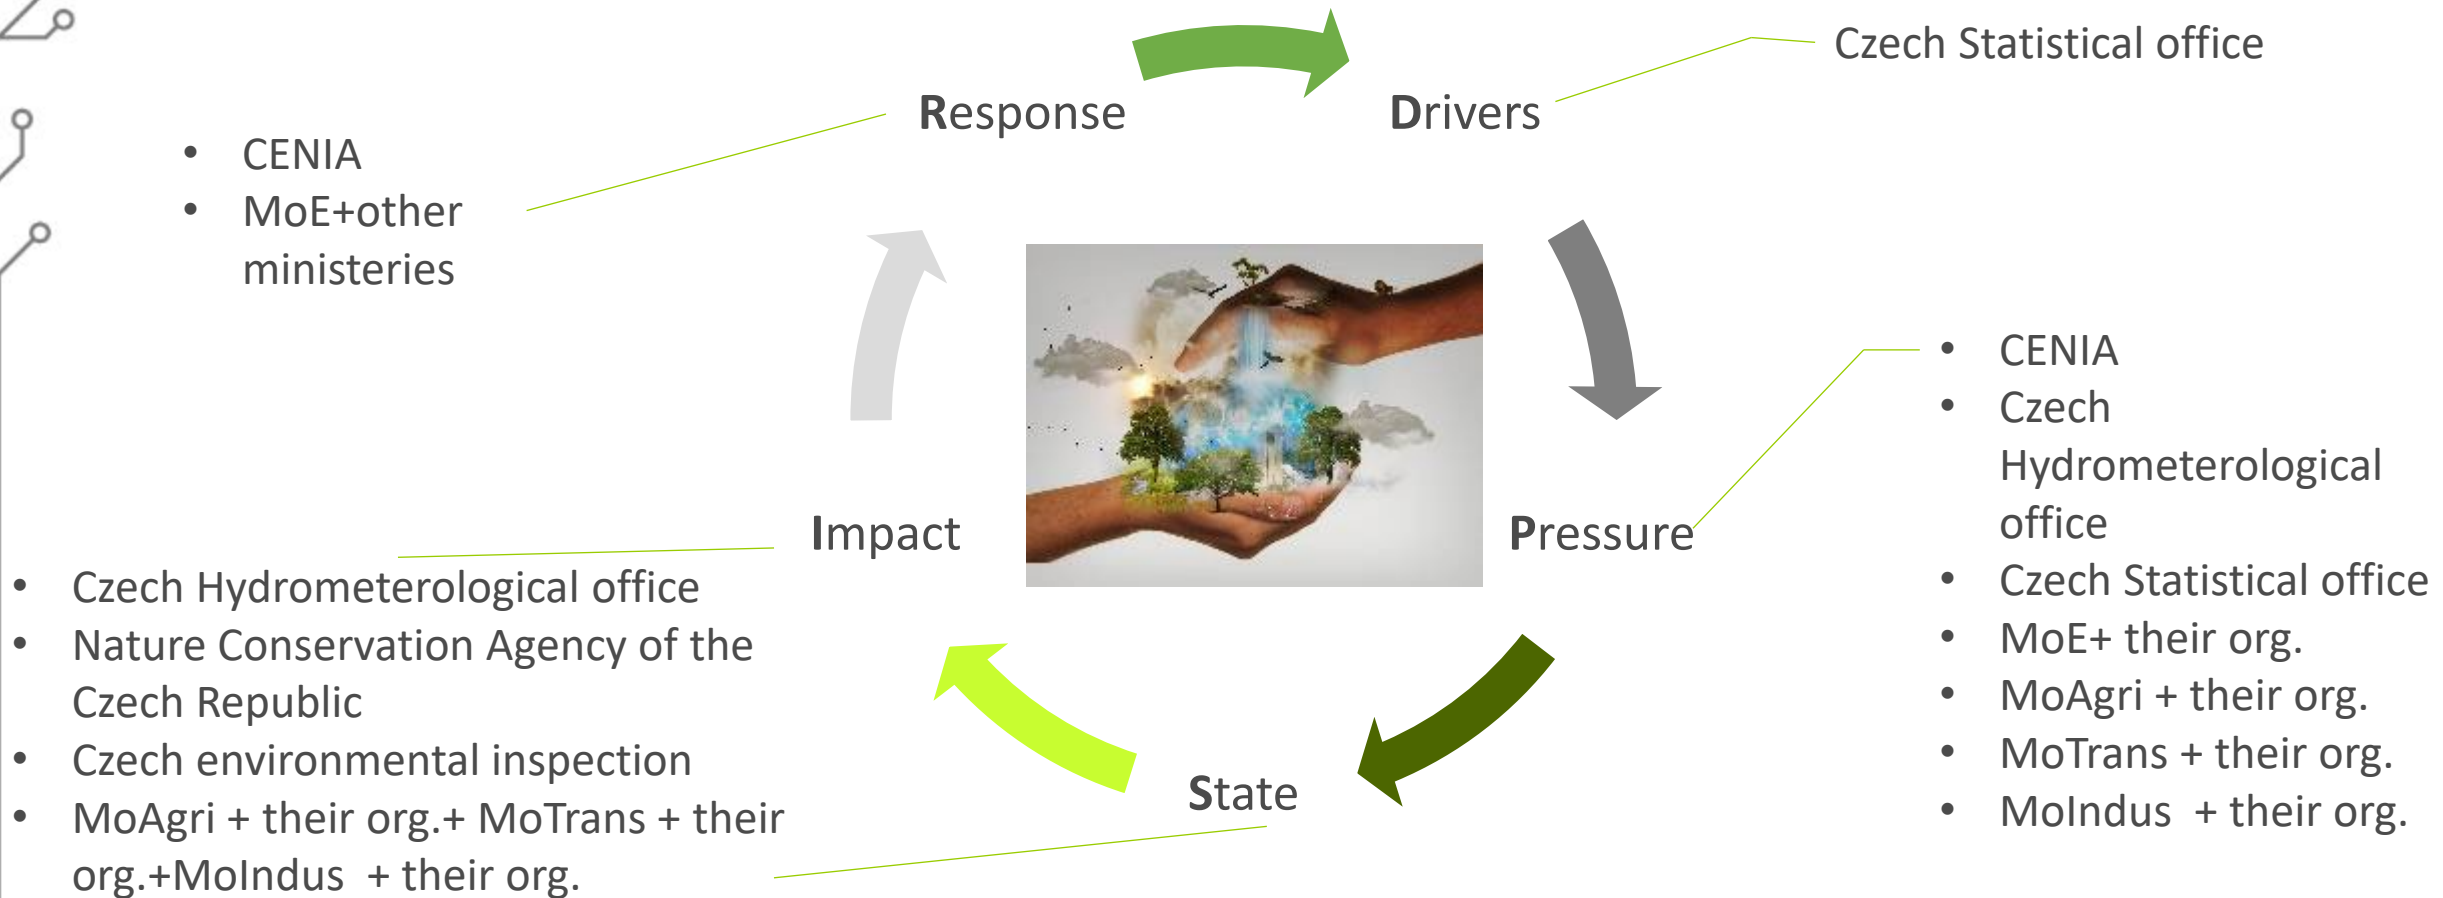 Czech Statistical office
Response
Drivers
• CENIA
• MoE+other
ministeries
• CENIA
• Czech
Hydrometerological
office
• Czech Statistical office
• MoE+ their org.
• MoAgri + their org.
• MoTrans + their org.
• MoIndus + their org.
Impact
Pressure
• Czech Hydrometerological office
• Nature Conservation Agency of the
Czech Republic
• Czech environmental inspection
• MoAgri + their org.+ MoTrans + their
org.+MoIndus + their org.
State